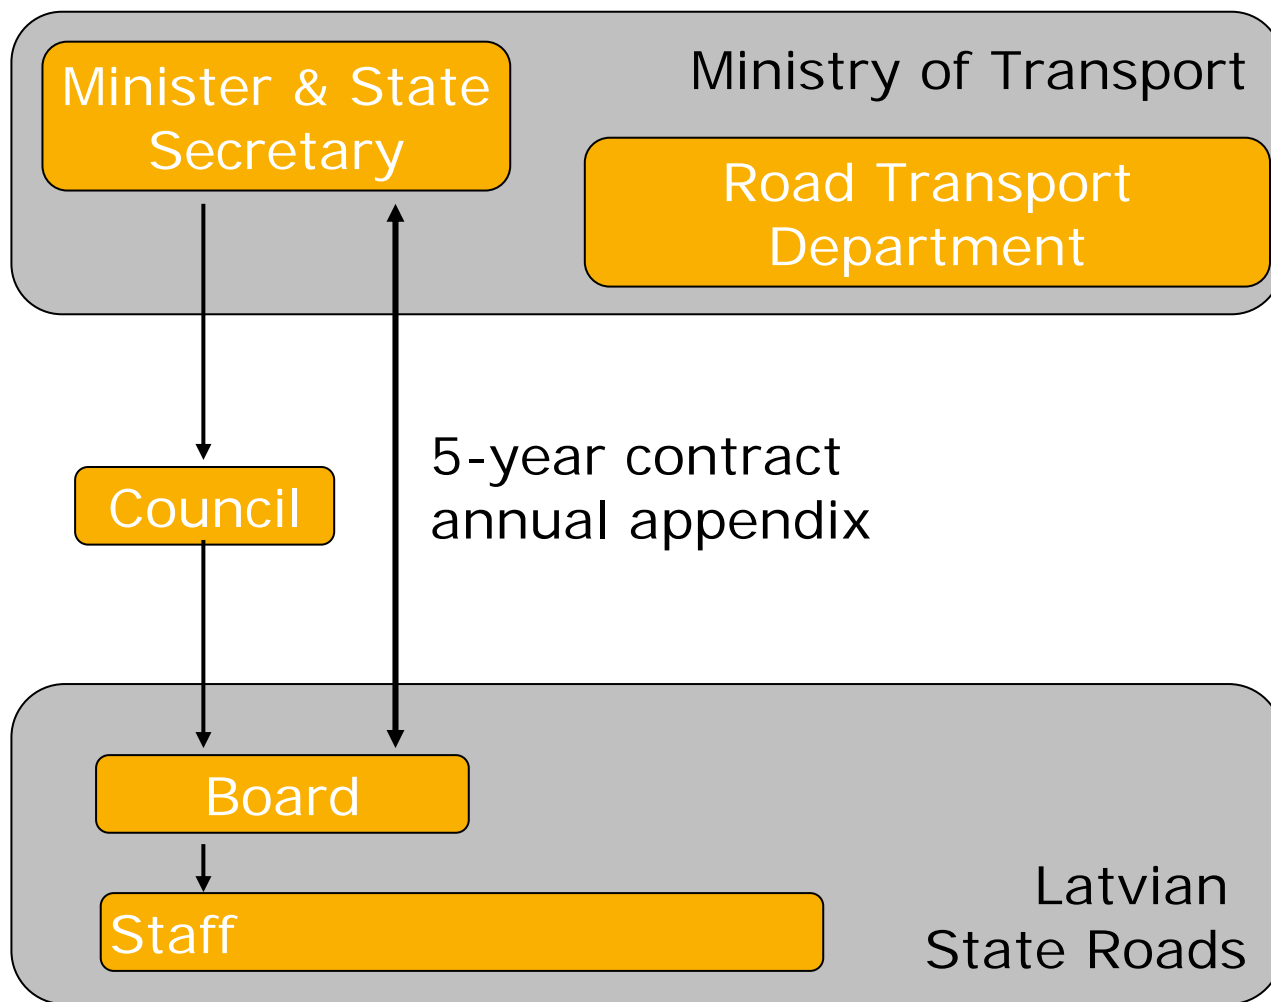 Minister & State
Secretary
Ministry of Transport
Road Transport
Department
5-year contract
annual appendix
Council
Board
Staff
Latvian
State Roads